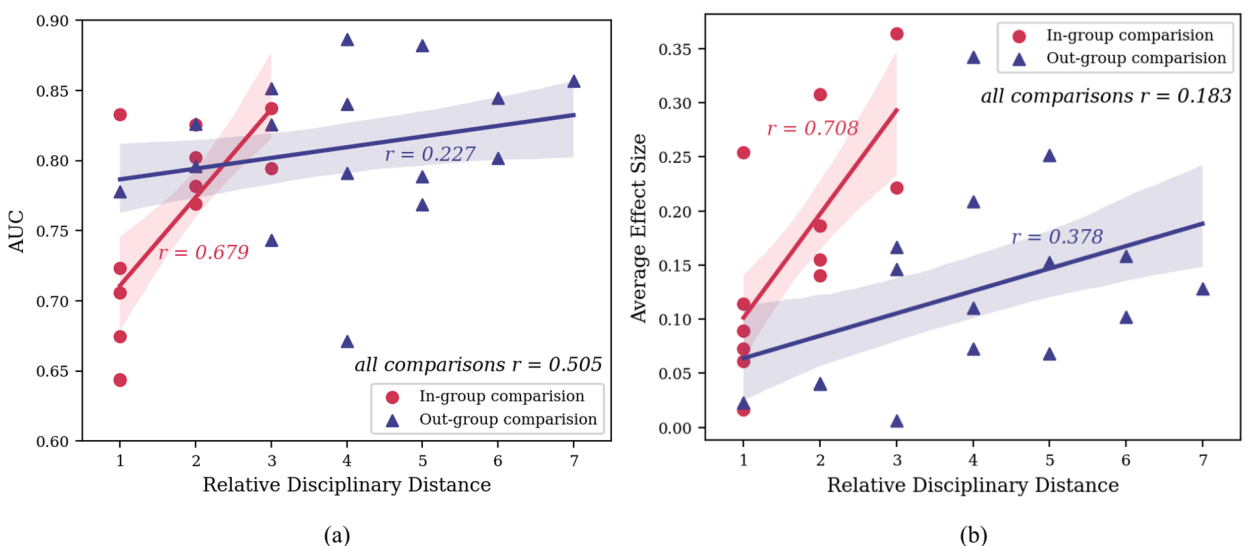 0.90
0.85
0.80
0.75
0.70
0.65
0.60
AUC
r = 0.227
r = 0.679
all comparisons r = 0.505
In-group comparision
Out-group comparision
1 2 3 4 5 6 7
Relative Disciplinary Distance
(a)
0.35
0.30
0.25
0.20
0.15
0.10
0.05
0.00
Average Effect Size
In-group comparision
Out-group comparision
all comparisons r = 0.183
r = 0.708
r = 0.378
1 2 3 4 5 6 7
Relative Disciplinary Distance
(b)